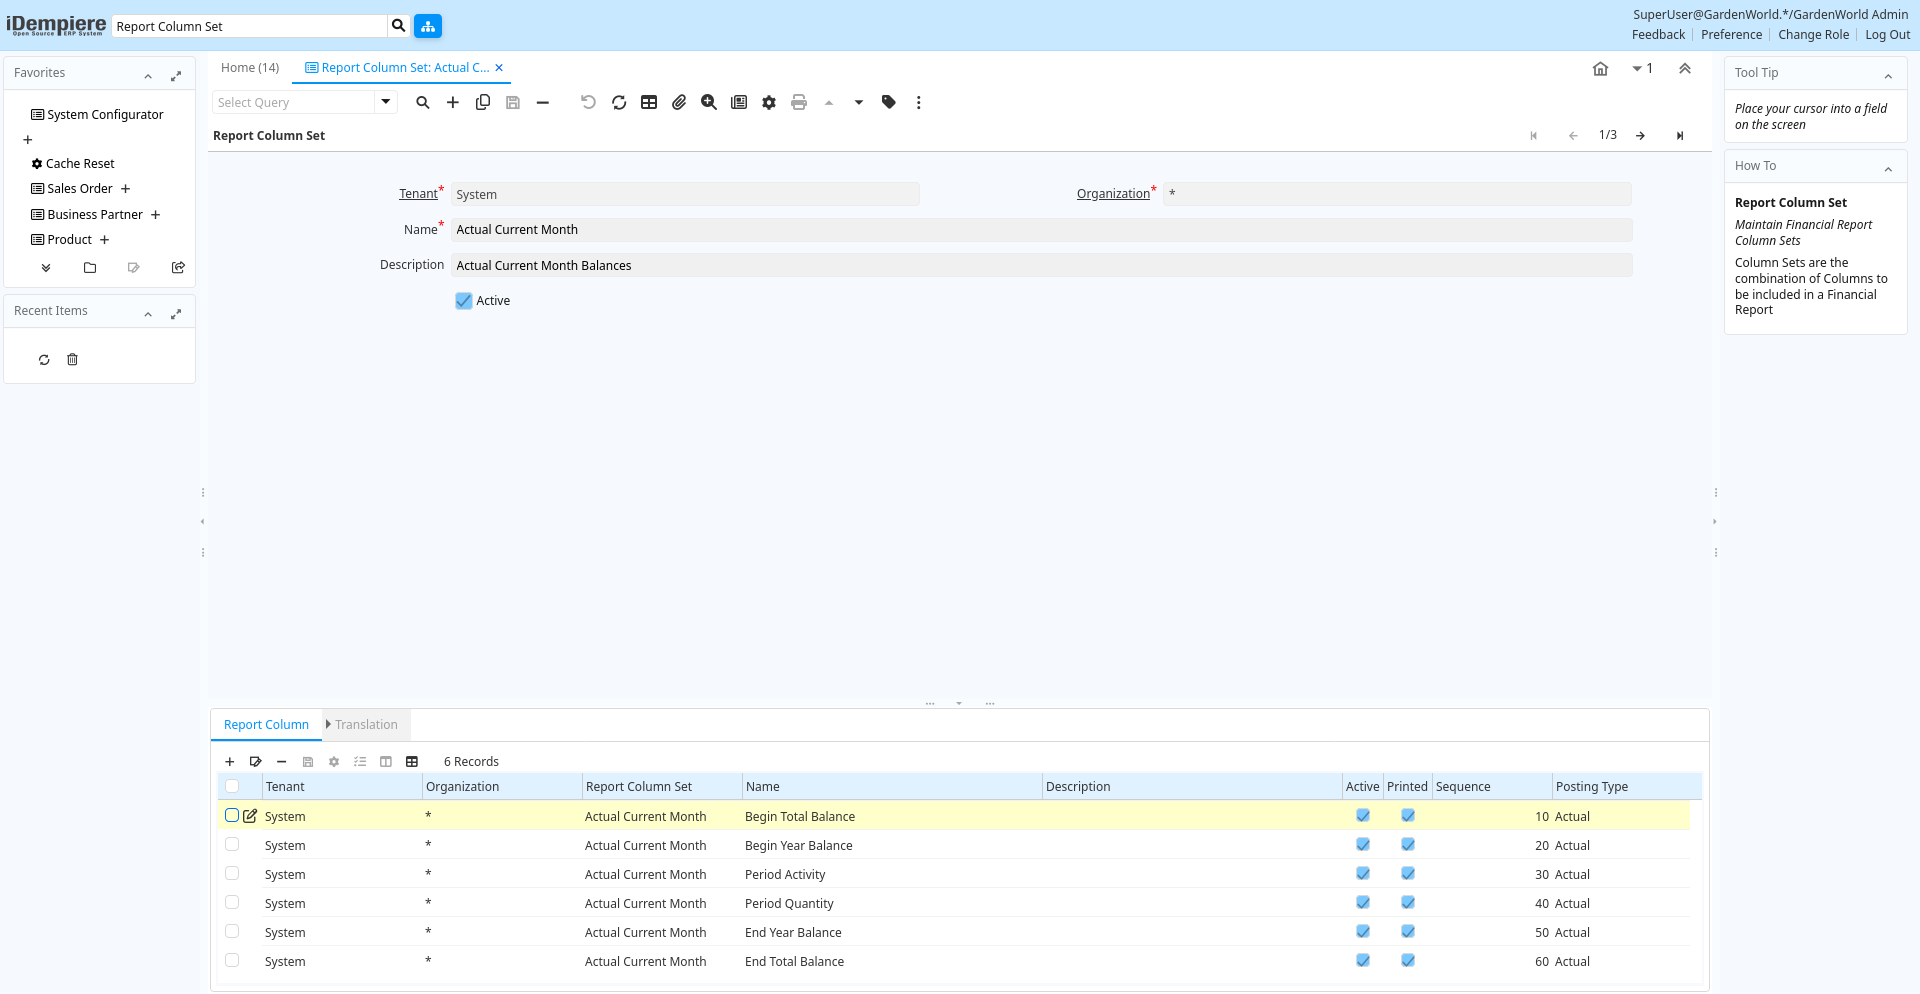 iDempiere
Open Source ERP System
Report Column Set
SuperUser@GardenWorld.*/GardenWorld Admin
Feedback
Preference
Change Role
Log Out
Favorites
System Configurator
Cache Reset
Sales Order
Business Partner
Product
Recent Items
Home (14)
Report Column Set: Actual C...
1
Select Query
Report Column Set
1/3
Tenant*
System
Organization*
*
Name*
Actual Current Month
Description
Actual Current Month Balances
Active
Tool Tip
Place your cursor into a field
on the screen
How To
Report Column Set
Maintain Financial Report
Column Sets
Column Sets are the
combination of Columns to
be included in a Financial
Report
Report Column
Translation
6 Records
Tenant Organization Report Column Set Name Description Active Printed Sequence Posting Type
System * Actual Current Month Begin Total Balance 10 Actual
System * Actual Current Month Begin Year Balance 20 Actual
System * Actual Current Month Period Activity 30 Actual
System * Actual Current Month Period Quantity 40 Actual
System * Actual Current Month End Year Balance 50 Actual
System * Actual Current Month End Total Balance 60 Actual